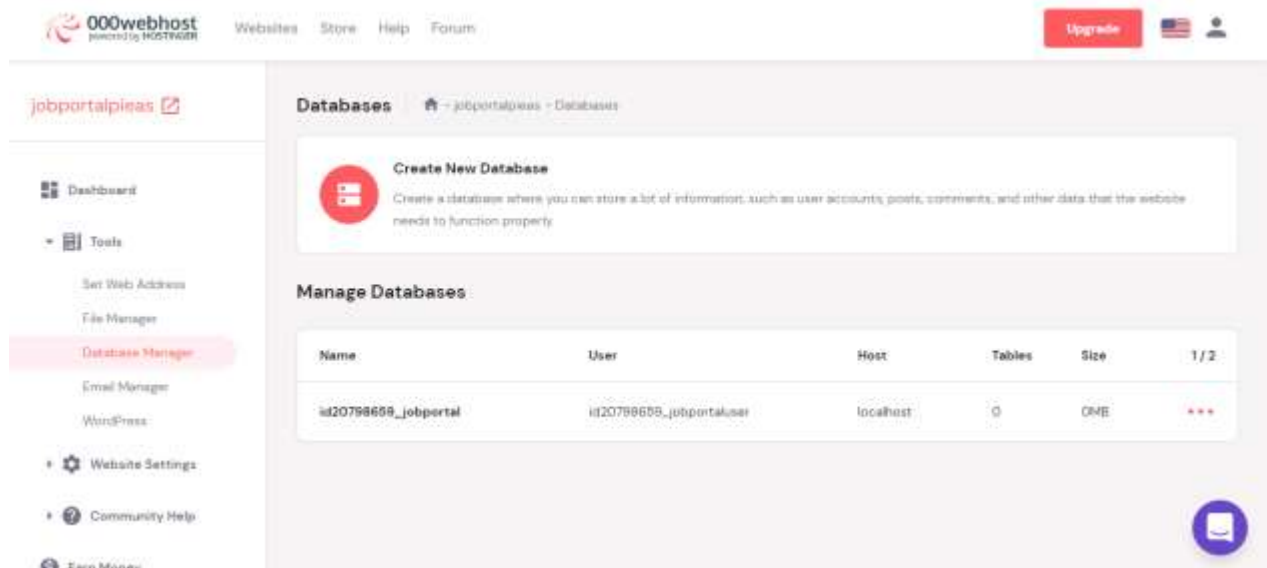 000webhost
powered by HOSTINGER
Websites Store Help Forum
Upgrade
jobportalpieas
Dashboard
Tools
Set Web Address
File Manager
Database Manager
Email Manager
WordPress
Website Settings
Community Help
Earn Money
Databases
- jobportalpieas - Databases
Create New Database
Create a database where you can store a lot of information, such as user accounts, posts, comments, and other data that the website
needs to function properly.
Manage Databases
Name User Host Tables Size 1 / 2
id20798659_jobportal id20798659_jobportaluser localhost 0 0MB